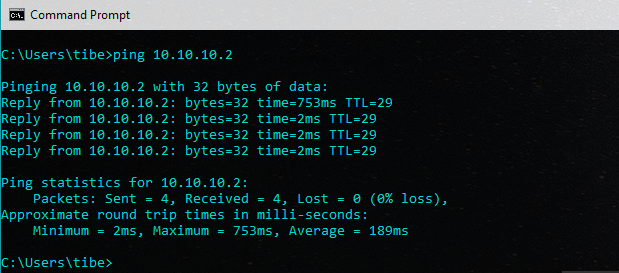 Command Prompt
C:\Users\tibe>ping 10.10.10.2
Pinging 10.10.10.2 with 32 bytes of data:
Reply from 10.10.10.2: bytes=32 time=753ms TTL=29
Reply from 10.10.10.2: bytes=32 time=2ms TTL=29
Reply from 10.10.10.2: bytes=32 time=2ms TTL=29
Reply from 10.10.10.2: bytes=32 time=2ms TTL=29
Ping statistics for 10.10.10.2:
    Packets: Sent = 4, Received = 4, Lost = 0 (0% loss),
Approximate round trip times in milli-seconds:
    Minimum = 2ms, Maximum = 753ms, Average = 189ms
C:\Users\tibe>